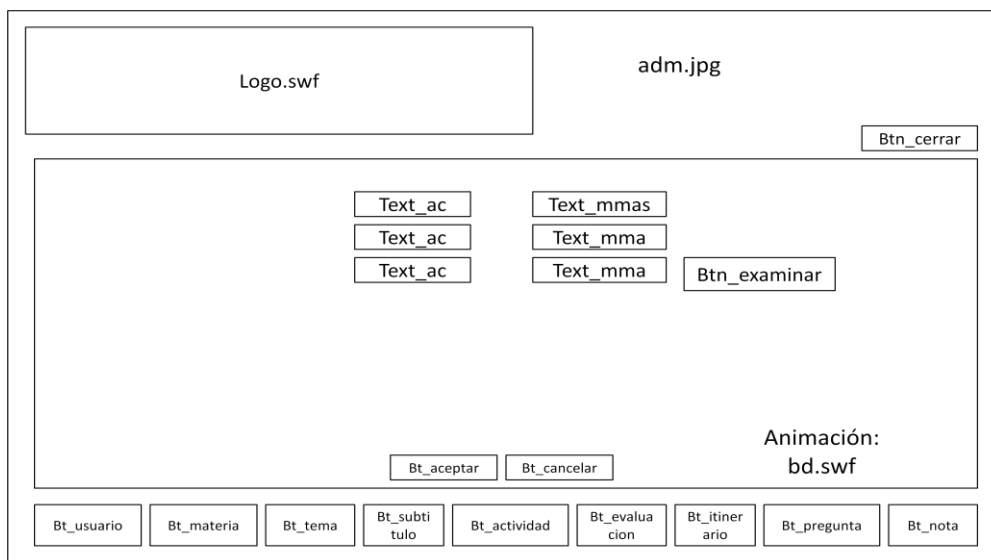 Logo.swf
adm.jpg
Btn_cerrar
Text_ac
Text_mmas
Text_ac
Text_mma
Text_ac
Text_mma
Btn_examinar
Animación:
bd.swf
Bt_aceptar
Bt_cancelar
Bt_usuario
Bt_materia
Bt_tema
Bt_subti
tulo
Bt_actividad
Bt_evalua
cion
Bt_itiner
ario
Bt_pregunta
Bt_nota